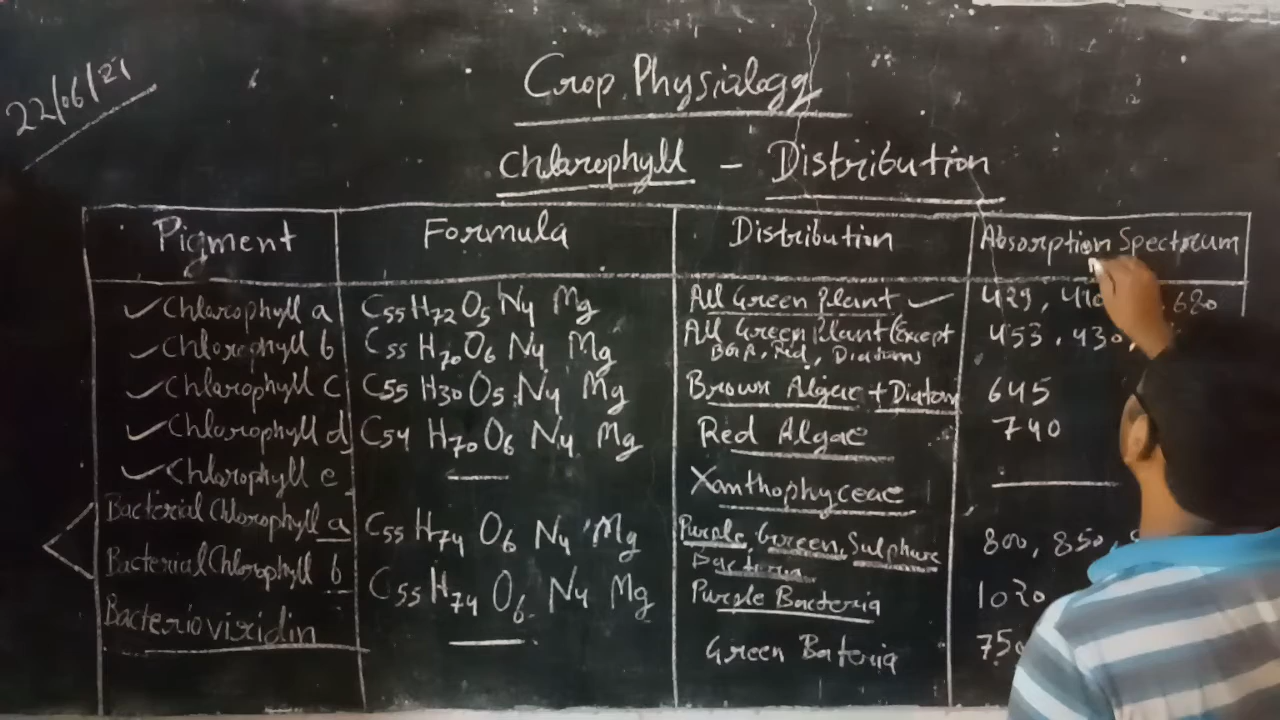 22/06/21
Crop Physiology
Chlorophyll - Distribution
Pigment Formula Distribution Absorption Spectrum
✓ Chlorophyll a C55 H72 O5 N4 Mg All Green Plant ✓ 429, 410 , 620
✓ Chlorophyll b C55 H70 O6 N4 Mg All Green Plant (Except 453, 430,
BGA, Red, Diatoms
✓ Chlorophyll c C55 H30 O5 N4 Mg Brown Algae + Diatom 645
✓ Chlorophyll d C54 H70 O6 N4 Mg Red Algae 740
✓ Chlorophyll e — Xanthophyceae —
Bacterial Chlorophyll a C55 H74 O6 N4 Mg Purple, Green, Sulphur 800, 850,
Bacteria
Bacterial Chlorophyll b C55 H74 O6 N4 Mg Purple Bacteria 1020
Bacterioviridin — Green Bateria 750